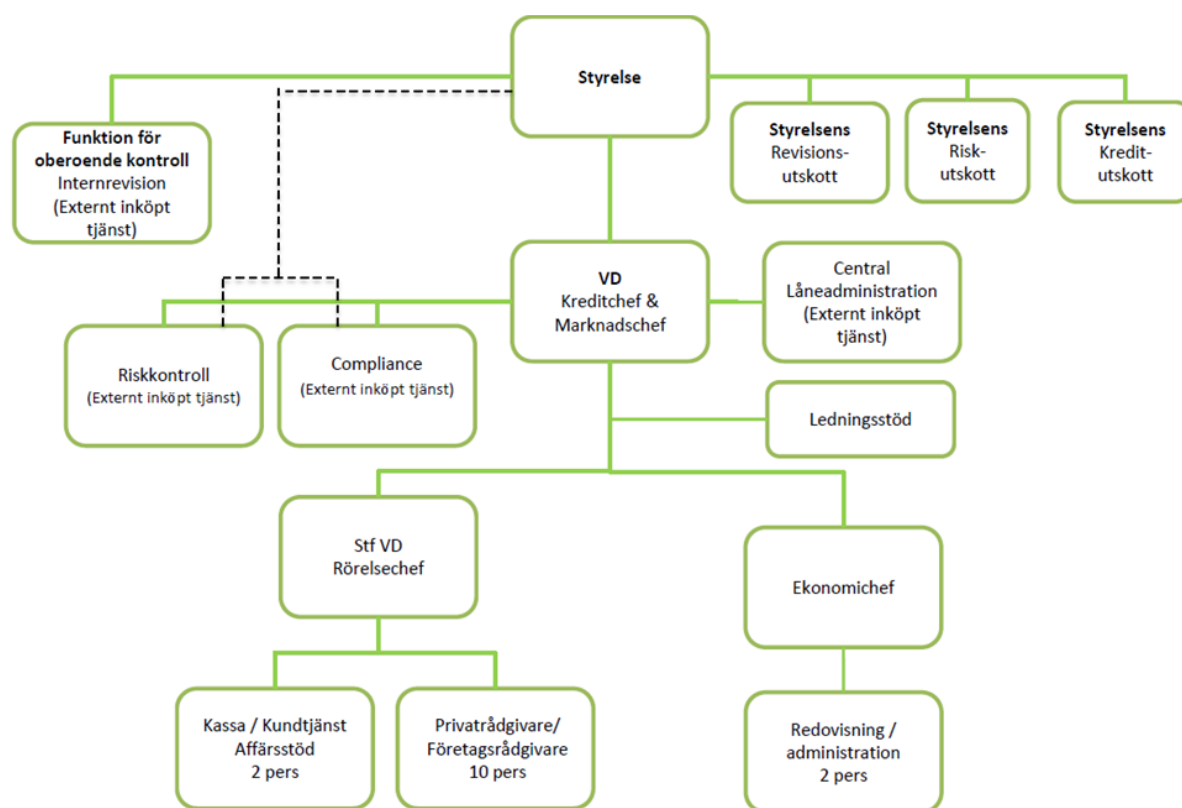 Styrelse
Funktion för
oberoende kontroll
Internrevision
(Externt inköpt
tjänst)
Styrelsens
Revisions-
utskott
Styrelsens
Risk-
utskott
Styrelsens
Kredit-
utskott
VD
Kreditchef &
Marknadschef
Central
Låneadministration
(Externt inköpt
tjänst)
Riskkontroll
(Externt inköpt tjänst)
Compliance
(Externt inköpt tjänst)
Ledningsstöd
Stf VD
Rörelsechef
Ekonomichef
Kassa / Kundtjänst
Affärsstöd
2 pers
Privatrådgivare/
Företagsrådgivare
10 pers
Redovisning /
administration
2 pers